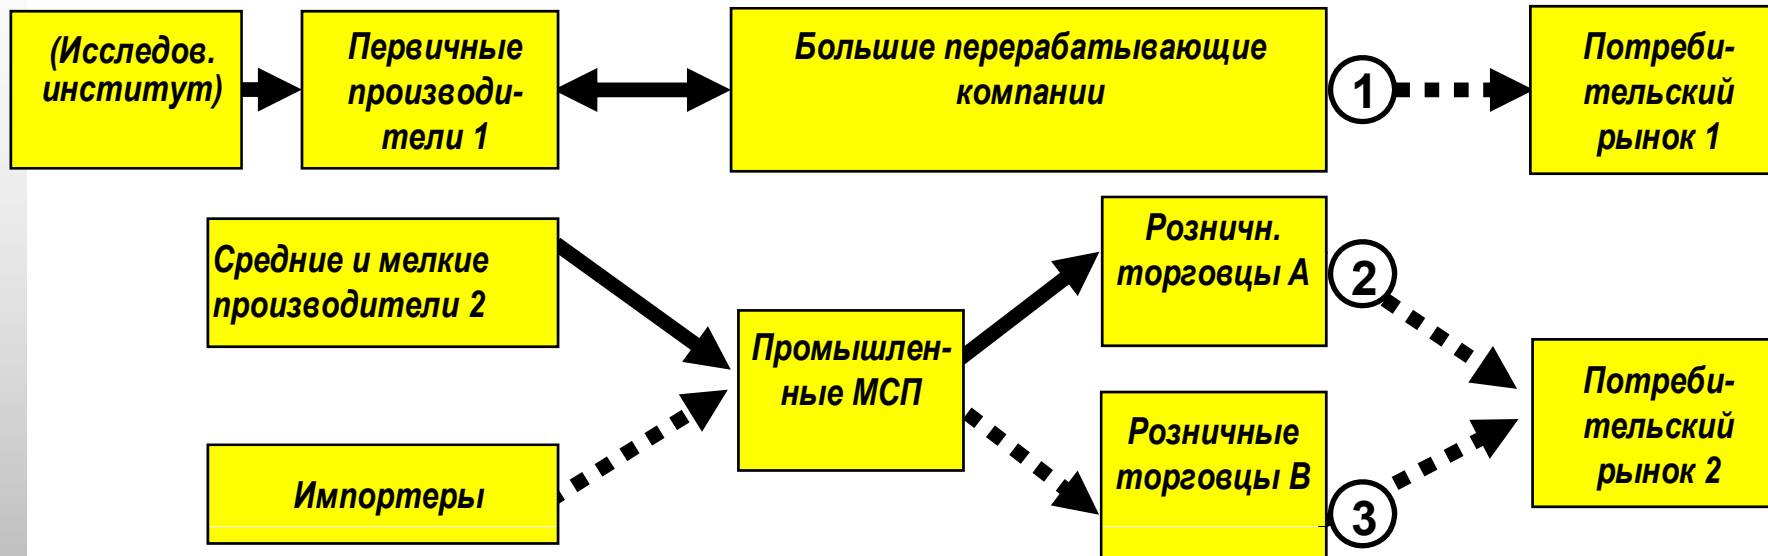 (Исследов.
институт)
Первичные
производи-
тели 1
Большие перерабатывающие
компании
1
Потреби-
тельский
рынок 1
Средние и мелкие
производители 2
Импортеры
Промышлен-
ные МСП
Розничн.
торговцы А
2
Розничные
торговцы В
3
Потреби-
тельский
рынок 2